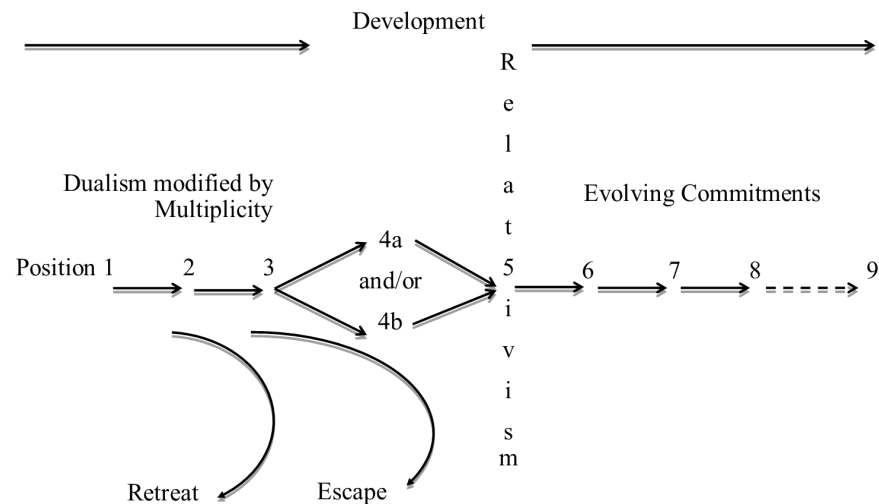 Development
Relativism
Dualism modified by
Multiplicity
Evolving Commitments
Position 1
2
3
4a
and/or
4b
5
6
7
8
9
Retreat
Escape